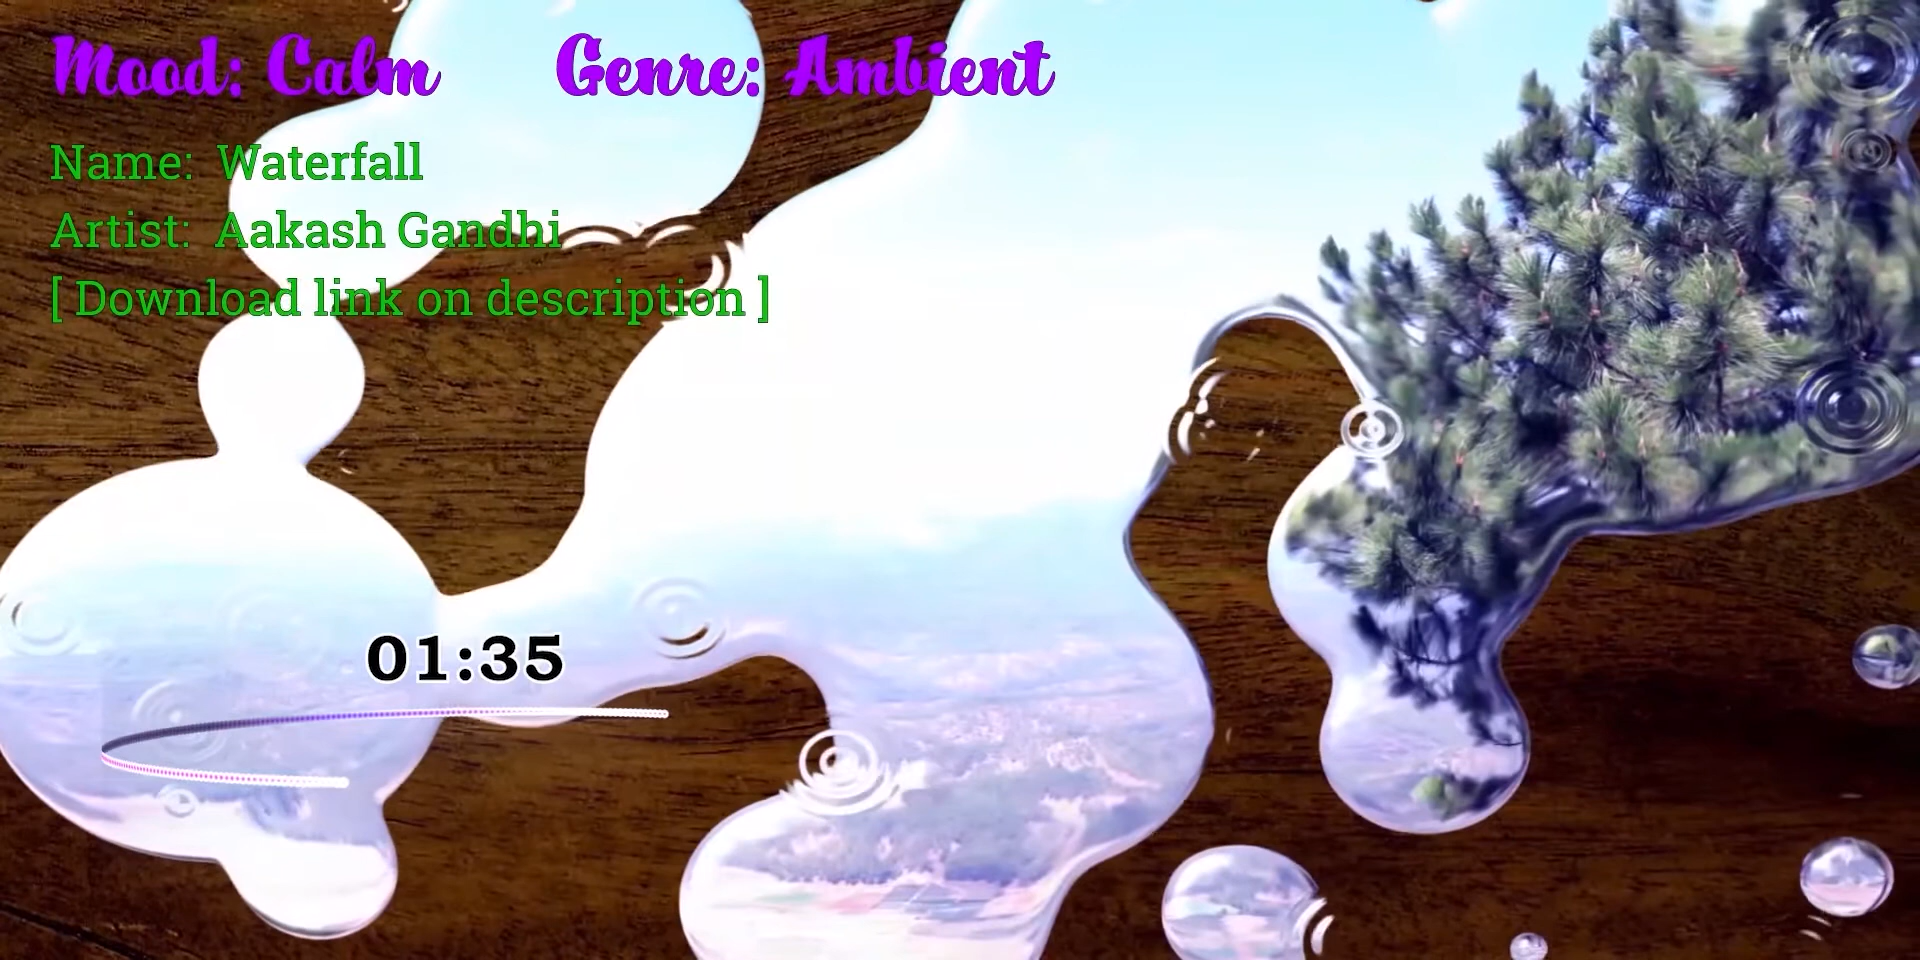 Mood: Calm Genre: Ambient
Name: Waterfall
Artist: Aakash Gandhi
[ Download link on description ]
01:35